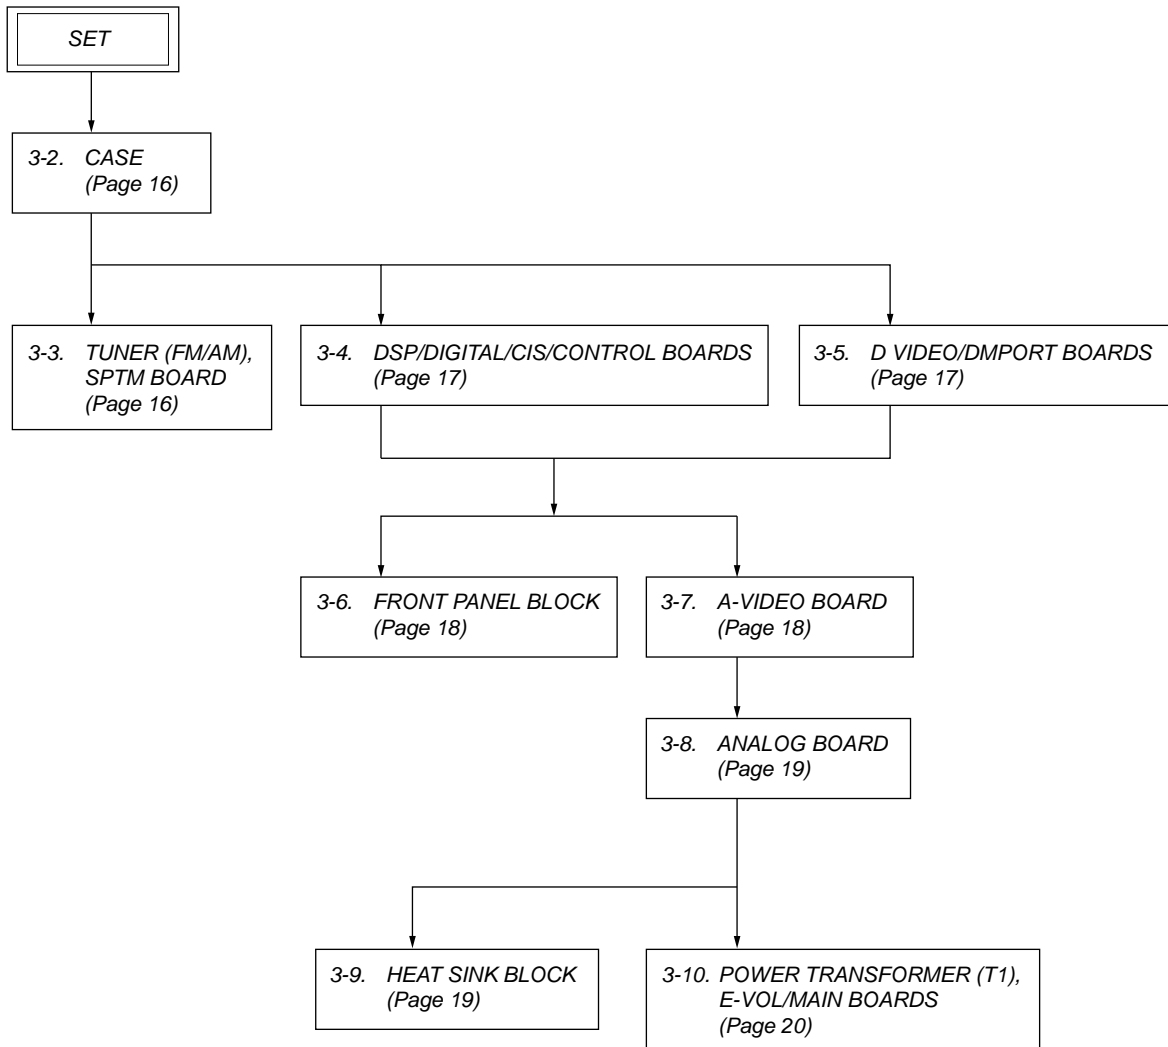 SET
3-2. CASE
(Page 16)
3-3. TUNER (FM/AM),
SPTM BOARD
(Page 16)
3-4. DSP/DIGITAL/CIS/CONTROL BOARDS
(Page 17)
3-5. D VIDEO/DMPORT BOARDS
(Page 17)
3-6. FRONT PANEL BLOCK
(Page 18)
3-7. A-VIDEO BOARD
(Page 18)
3-8. ANALOG BOARD
(Page 19)
3-9. HEAT SINK BLOCK
(Page 19)
3-10. POWER TRANSFORMER (T1),
E-VOL/MAIN BOARDS
(Page 20)